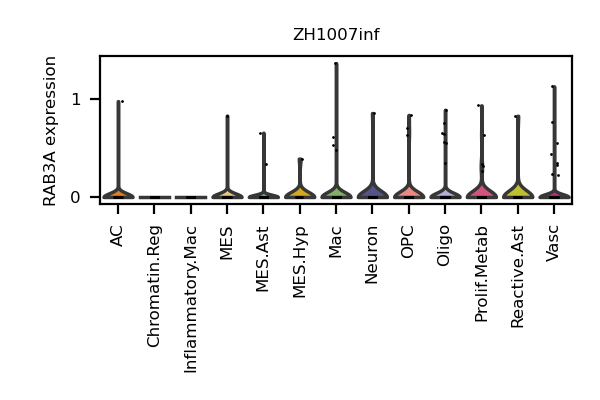 ZH1007inf
RAB3A expression
1
0
AC
Chromatin.Reg
Inflammatory.Mac
MES
MES.Ast
MES.Hyp
Mac
Neuron
OPC
Oligo
Prolif.Metab
Reactive.Ast
Vasc